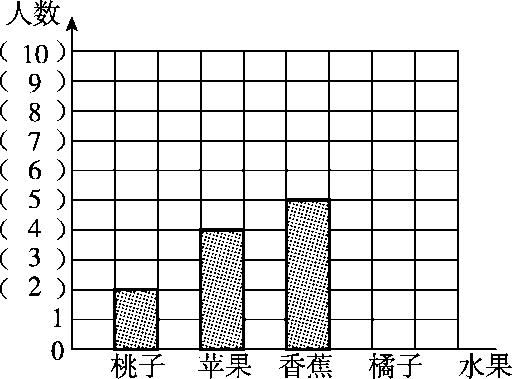 人数
( 10 )
( 9 )
( 8 )
( 7 )
( 6 )
( 5 )
( 4 )
( 3 )
( 2 )
1
0
桃子 苹果 香蕉 橘子 水果